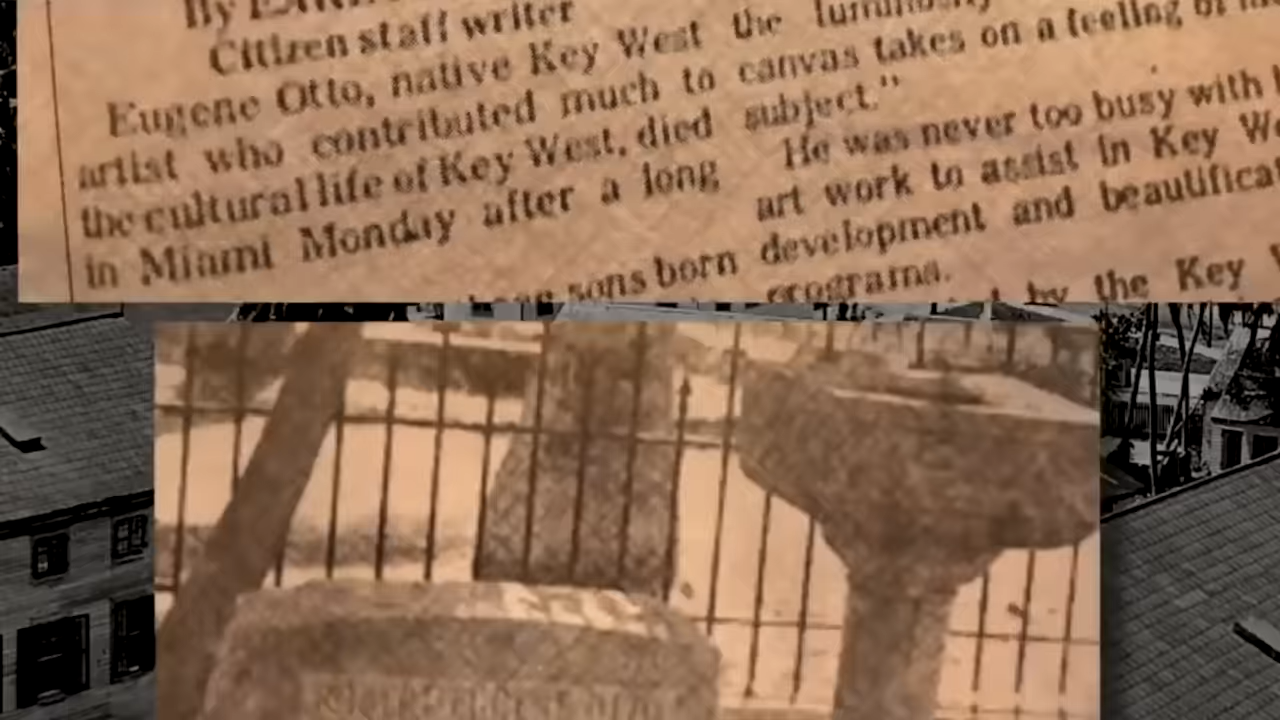 By
Citizen staff writer
Eugene Otto, native Key West
artist who contributed much to
the cultural life of Key West, died
in Miami Monday after a long
sons born
the luminosity
canvas takes on a feeling of
subject."
He was never too busy with
art work to assist in Key
development and beautificat
programs.
by the Key